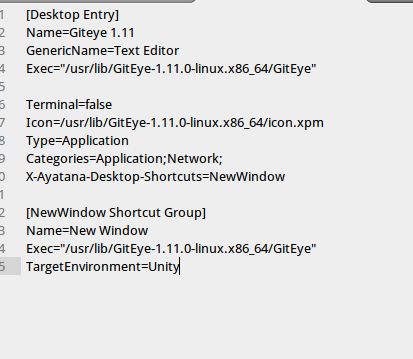 1 [Desktop Entry]
2 Name=Giteye 1.11
3 GenericName=Text Editor
4 Exec="/usr/lib/GitEye-1.11.0-linux.x86_64/GitEye"
5
6 Terminal=false
7 Icon=/usr/lib/GitEye-1.11.0-linux.x86_64/icon.xpm
8 Type=Application
9 Categories=Application;Network;
0 X-Ayatana-Desktop-Shortcuts=NewWindow
1
2 [NewWindow Shortcut Group]
3 Name=New Window
4 Exec="/usr/lib/GitEye-1.11.0-linux.x86_64/GitEye"
5 TargetEnvironment=Unity